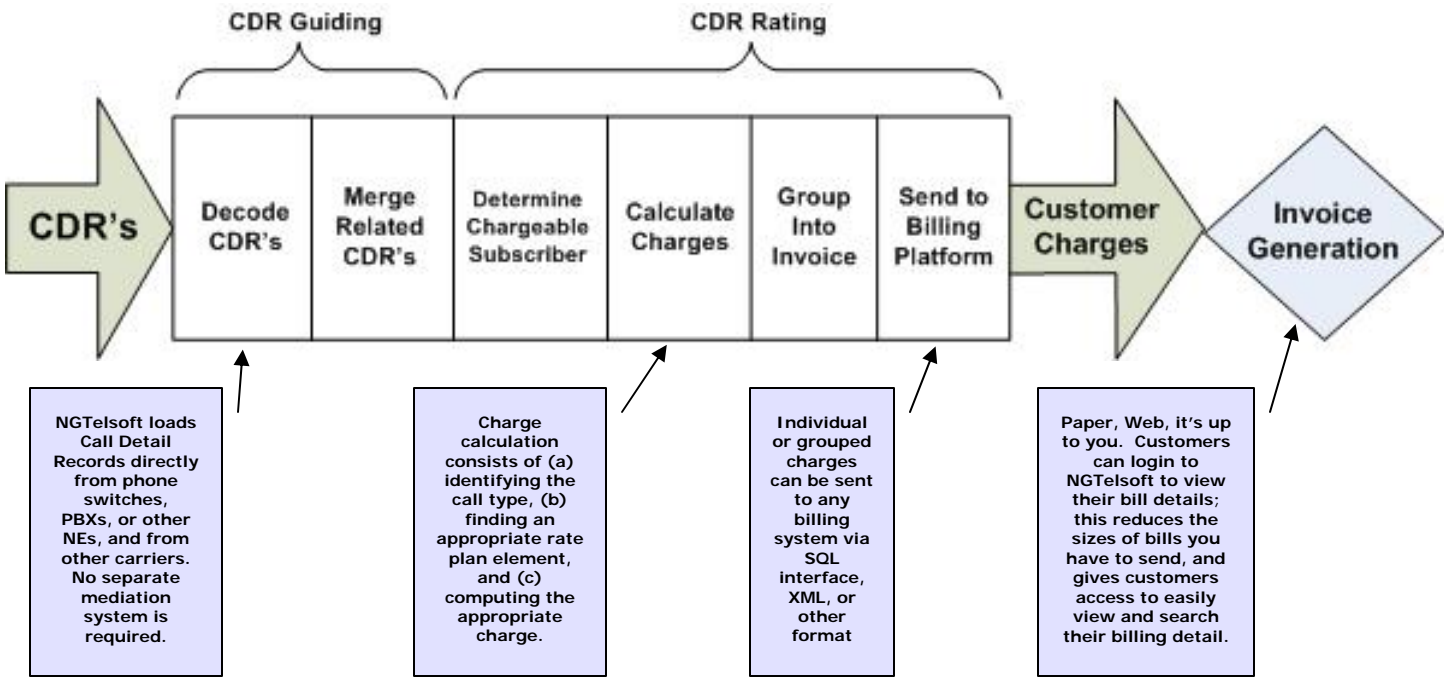 CDR Guiding
CDR Rating
CDR's
Decode
CDR's
Merge
Related
CDR's
Determine
Chargeable
Subscriber
Calculate
Charges
Group
Into
Invoice
Send to
Billing
Platform
Customer
Charges
Invoice
Generation
NGTelsoft loads
Call Detail
Records directly
from phone
switches,
PBXs, or other
NEs, and from
other carriers.
No separate
mediation
system is
required.
Charge
calculation
consists of (a)
identifying the
call type, (b)
finding an
appropriate rate
plan element,
and (c)
computing the
appropriate
charge.
Individual
or grouped
charges
can be sent
to any
billing
system via
SQL
interface,
XML, or
other
format
Paper, Web, it's up
to you. Customers
can login to
NGTelsoft to view
their bill details;
this reduces the
sizes of bills you
have to send, and
gives customers
access to easily
view and search
their billing detail.